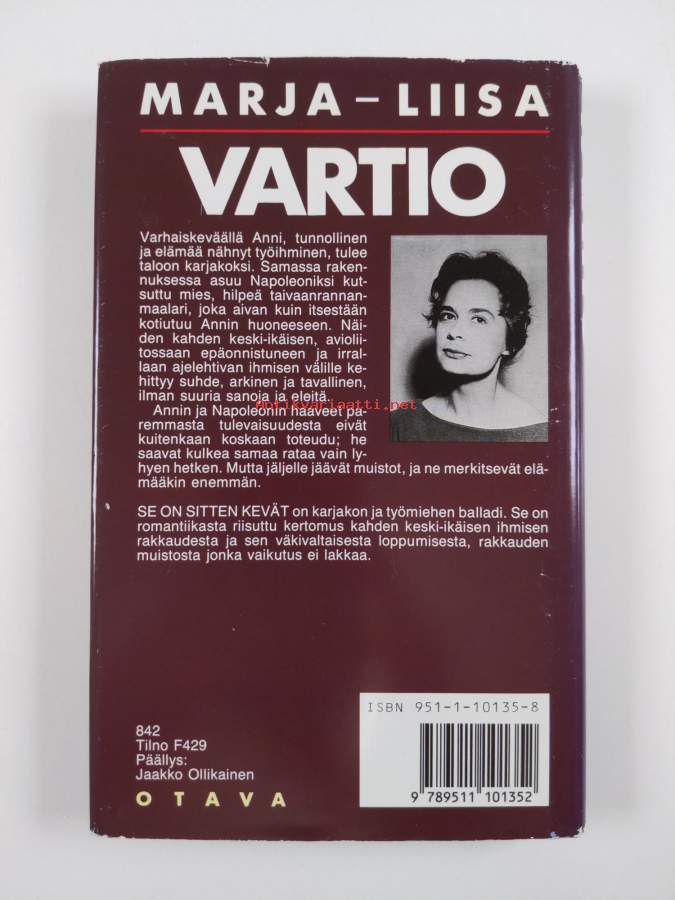 MARJA – LIISA
VARTIO
Varhaiskeväällä Anni, tunnollinen
ja elämää nähnyt työihminen, tulee
taloon karjakoksi. Samassa raken-
nuksessa asuu Napoleoniksi kut-
suttu mies, hilpeä taivaanrannan-
maalari, joka aivan kuin itsestään
kotiutuu Annin huoneeseen. Näi-
den kahden keski-ikäisen, avioliit-
tossaan epäonnistuneen ja irral-
laan ajelehtivan ihmisen välille ke-
hittyy suhde, arkinen ja tavallinen,
ilman suuria sanoja ja eleitä.
antikvariaatti.net
Annin ja Napoleonin haaveet pa-
remmasta tulevaisuudesta eivät
kuitenkaan koskaan toteudu; he
saavat kulkea samaa rataa vain ly-
hyen hetken. Mutta jäljelle jäävät muistot, ja ne merkitsevät elä-
määkin enemmän.
SE ON SITTEN KEVÄT on karjakon ja työmiehen balladi. Se on
romantiikasta riisuttu kertomus kahden keski-ikäisen ihmisen
rakkaudesta ja sen väkivaltaisesta loppumisesta, rakkauden
muistosta jonka vaikutus ei lakkaa.
ISBN 951-1-10135-8
842
Tilno F429
Päällys:
Jaakko Ollikainen
OTAVA
9 789511 101352